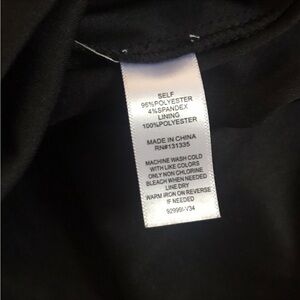 SELF
96%POLYESTER
4%SPANDEX
LINING
100%POLYESTER
MADE IN CHINA
RN#131335
MACHINE WASH COLD
WITH LIKE COLORS
ONLY NON CHLORINE
BLEACH WHEN NEEDED
LINE DRY
WARM IRON ON REVERSE
IF NEEDED